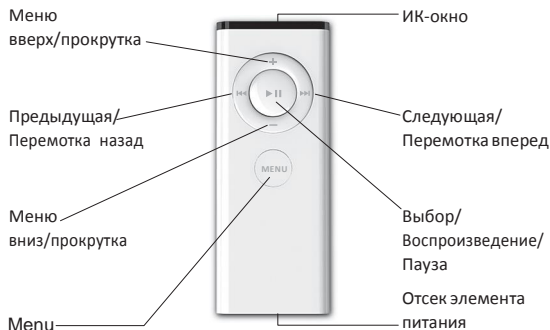 Меню
вверх/прокрутка
ИК-окно
Предыдущая/
Перемотка назад
Следующая/
Перемотка вперед
MENU
Меню
вниз/прокрутка
Выбор/
Воспроизведение/
Пауза
Отсек элемента
питания
Menu